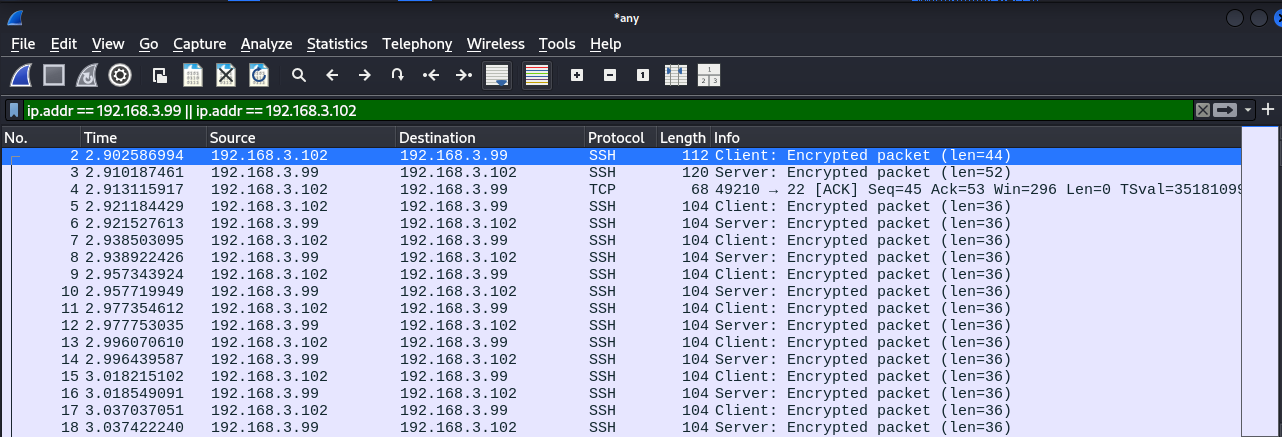 *any
File Edit View Go Capture Analyze Statistics Telephony Wireless Tools Help
ip.addr == 192.168.3.99 || ip.addr == 192.168.3.102
No. Time Source Destination Protocol Length Info
2 2.902586994 192.168.3.102 192.168.3.99 SSH 112 Client: Encrypted packet (len=44)
3 2.910187461 192.168.3.99 192.168.3.102 SSH 120 Server: Encrypted packet (len=52)
4 2.913115917 192.168.3.102 192.168.3.99 TCP 68 49210 → 22 [ACK] Seq=45 Ack=53 Win=296 Len=0 TSval=35181099
5 2.921184429 192.168.3.102 192.168.3.99 SSH 104 Client: Encrypted packet (len=36)
6 2.921527613 192.168.3.99 192.168.3.102 SSH 104 Server: Encrypted packet (len=36)
7 2.938503095 192.168.3.102 192.168.3.99 SSH 104 Client: Encrypted packet (len=36)
8 2.938922426 192.168.3.99 192.168.3.102 SSH 104 Server: Encrypted packet (len=36)
9 2.957343924 192.168.3.102 192.168.3.99 SSH 104 Client: Encrypted packet (len=36)
10 2.957719949 192.168.3.99 192.168.3.102 SSH 104 Server: Encrypted packet (len=36)
11 2.977354612 192.168.3.102 192.168.3.99 SSH 104 Client: Encrypted packet (len=36)
12 2.977753035 192.168.3.99 192.168.3.102 SSH 104 Server: Encrypted packet (len=36)
13 2.996070610 192.168.3.102 192.168.3.99 SSH 104 Client: Encrypted packet (len=36)
14 2.996439587 192.168.3.99 192.168.3.102 SSH 104 Server: Encrypted packet (len=36)
15 3.018215102 192.168.3.102 192.168.3.99 SSH 104 Client: Encrypted packet (len=36)
16 3.018549091 192.168.3.99 192.168.3.102 SSH 104 Server: Encrypted packet (len=36)
17 3.037037051 192.168.3.102 192.168.3.99 SSH 104 Client: Encrypted packet (len=36)
18 3.037422240 192.168.3.99 192.168.3.102 SSH 104 Server: Encrypted packet (len=36)